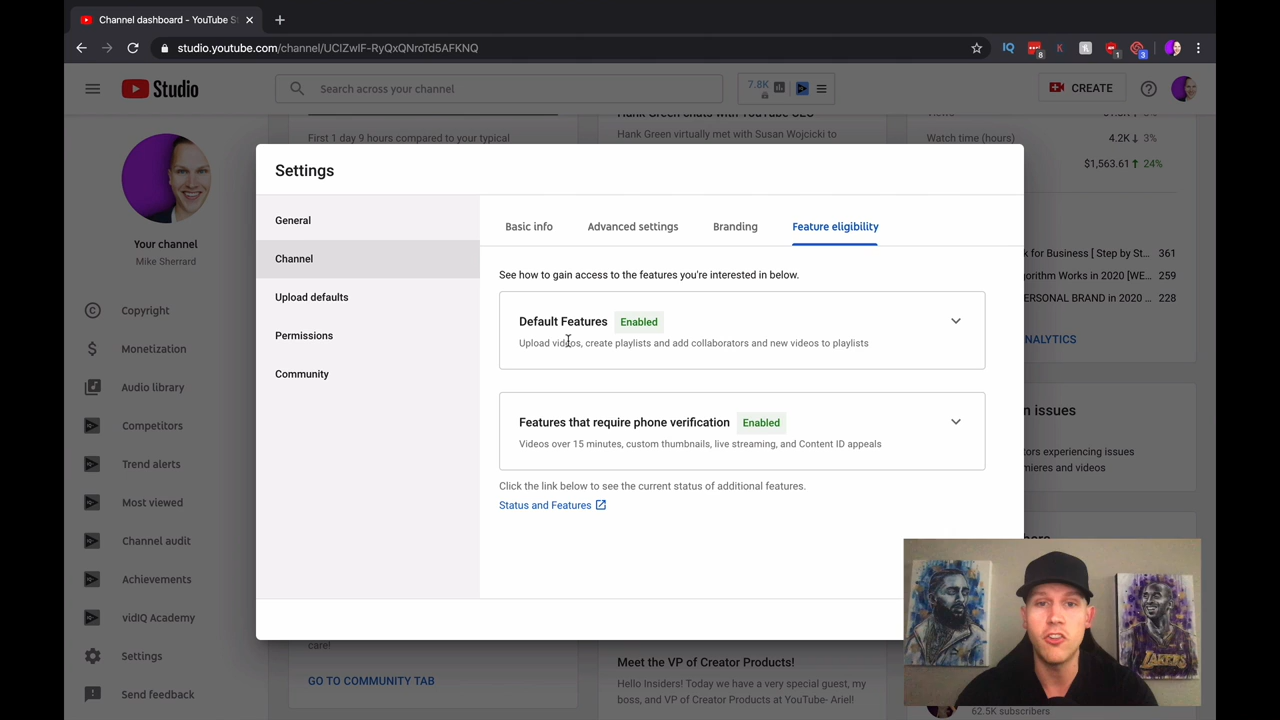 Channel dashboard - YouTube S
studio.youtube.com/channel/UCIZwIF-RyQxQNroTd5AFKNQ
IQ
8
1
3
Studio
Search across your channel
7.8K
CREATE
Your channel
Mike Sherrard
Copyright
Monetization
Audio library
Competitors
Trend alerts
Most viewed
Channel audit
Achievements
vidIQ Academy
Settings
Send feedback
First 1 day 9 hours compared to your typical
Hank Green chats with YouTube CEO
Hank Green virtually met with Susan Wojcicki to
Watch time (hours)
4.2K↓ 3%
$1,563.61↑ 24%
Settings
General
Channel
Upload defaults
Permissions
Community
Basic info
Advanced settings
Branding
Feature eligibility
See how to gain access to the features you're interested in below.
Default Features Enabled
Upload videos, create playlists and add collaborators and new videos to playlists
Features that require phone verification Enabled
Videos over 15 minutes, custom thumbnails, live streaming, and Content ID appeals
Click the link below to see the current status of additional features.
Status and Features
k for Business [ Step by St... 361
gorithm Works in 2020 [WE... 259
PERSONAL BRAND in 2020 ... 228
ANALYTICS
n issues
tors experiencing issues
mieres and videos
care!
GO TO COMMUNITY TAB
Meet the VP of Creator Products!
Hello Insiders! Today we have a very special guest, my
boss, and VP of Creator Products at YouTube- Ariel!
LAKERS
62.5K subscribers